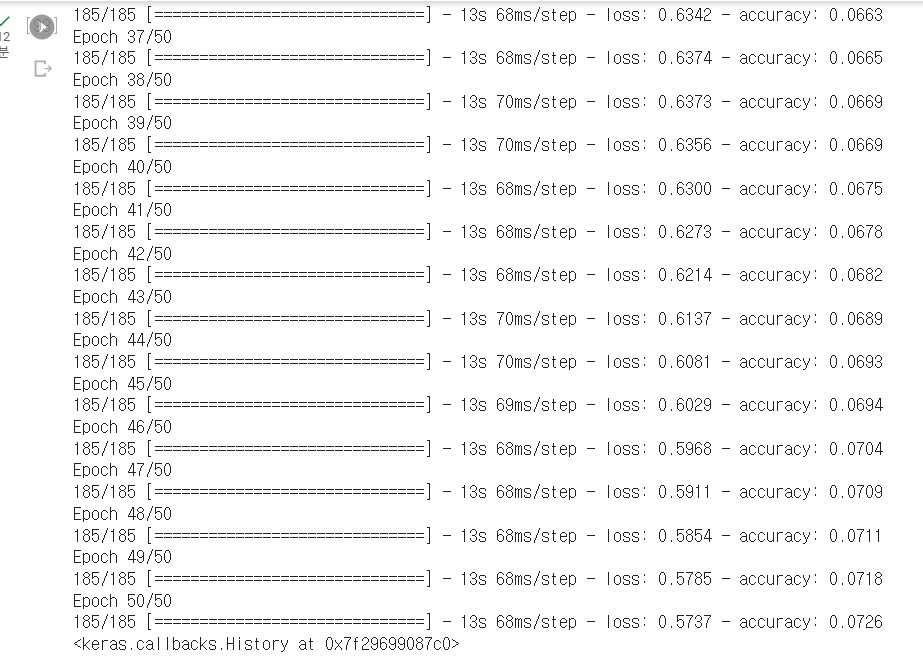 185/185 [==============================] - 13s 68ms/step - loss: 0.6342 - accuracy: 0.0663
Epoch 37/50
185/185 [==============================] - 13s 68ms/step - loss: 0.6374 - accuracy: 0.0665
Epoch 38/50
185/185 [==============================] - 13s 70ms/step - loss: 0.6373 - accuracy: 0.0669
Epoch 39/50
185/185 [==============================] - 13s 70ms/step - loss: 0.6356 - accuracy: 0.0669
Epoch 40/50
185/185 [==============================] - 13s 68ms/step - loss: 0.6300 - accuracy: 0.0675
Epoch 41/50
185/185 [==============================] - 13s 68ms/step - loss: 0.6273 - accuracy: 0.0678
Epoch 42/50
185/185 [==============================] - 13s 68ms/step - loss: 0.6214 - accuracy: 0.0682
Epoch 43/50
185/185 [==============================] - 13s 70ms/step - loss: 0.6137 - accuracy: 0.0689
Epoch 44/50
185/185 [==============================] - 13s 70ms/step - loss: 0.6081 - accuracy: 0.0693
Epoch 45/50
185/185 [==============================] - 13s 69ms/step - loss: 0.6029 - accuracy: 0.0694
Epoch 46/50
185/185 [==============================] - 13s 68ms/step - loss: 0.5968 - accuracy: 0.0704
Epoch 47/50
185/185 [==============================] - 13s 68ms/step - loss: 0.5911 - accuracy: 0.0709
Epoch 48/50
185/185 [==============================] - 13s 68ms/step - loss: 0.5854 - accuracy: 0.0711
Epoch 49/50
185/185 [==============================] - 13s 68ms/step - loss: 0.5785 - accuracy: 0.0718
Epoch 50/50
185/185 [==============================] - 13s 68ms/step - loss: 0.5737 - accuracy: 0.0726
<keras.callbacks.History at 0x7f29699087c0>